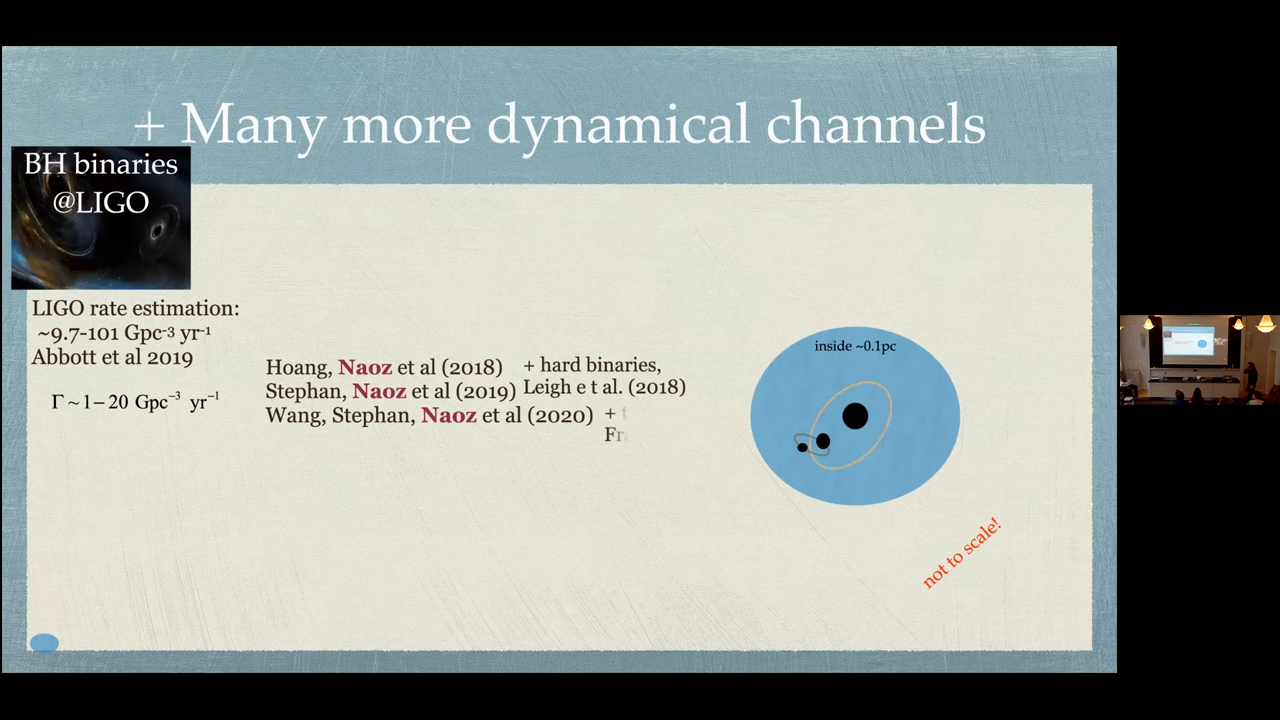 + Many more dynamical channels
BH binaries
@LIGO
LIGO rate estimation:
~9.7-101 Gpc⁻³ yr⁻¹
Abbott et al 2019
Γ ~ 1 – 20 Gpc⁻³ yr⁻¹
Hoang, Naoz et al (2018)
Stephan, Naoz et al (2019)
Wang, Stephan, Naoz et al (2020)
+ hard binaries,
Leigh e t al. (2018)
+
inside ~0.1pc
not to scale!